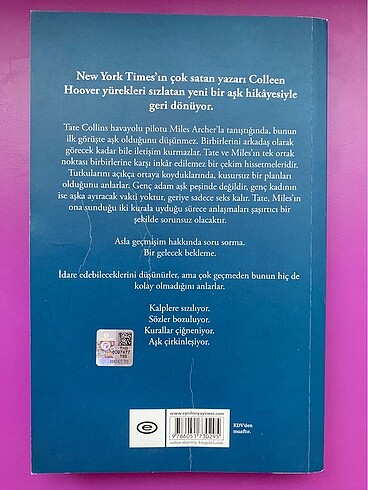 New York Times'ın çok satan yazarı Colleen
Hoover yürekleri sızlatan yeni bir aşk hikâyesiyle
geri dönüyor.
Tate Collins havayolu pilotu Miles Archer'la tanıştığında, bunun
ilk görüşte aşk olduğunu düşünmez. Birbirlerini arkadaş olarak
görecek kadar bile iletişim kurmazlar. Tate ve Miles'ın tek ortak
noktası birbirlerine karşı inkâr edilemez bir çekim hissetmeleridir.
Tutkularını açıkça ortaya koyduklarında, kusursuz bir planları
olduğunu anlarlar. Genç adam aşk peşinde değildir, genç kadının
ise aşka ayıracak vakti yoktur, geriye sadece seks kalır. Tate, Miles'ın
ona sunduğu iki kurala uyduğu sürece anlaşmaları şaşırtıcı bir
şekilde sorunsuz olacaktır.
Asla geçmişim hakkında soru sorma.
Bir gelecek bekleme.
İdare edebileceklerini düşünürler, ama çok geçmeden bunun hiç de
kolay olmadığını anlarlar.
Kalplere sızılıyor.
Sözler bozuluyor.
Kurallar çiğneniyor.
Aşk çirkinleşiyor.
www.epsilonyayinevi.com
KDV'den
muaftır.
9786051730295